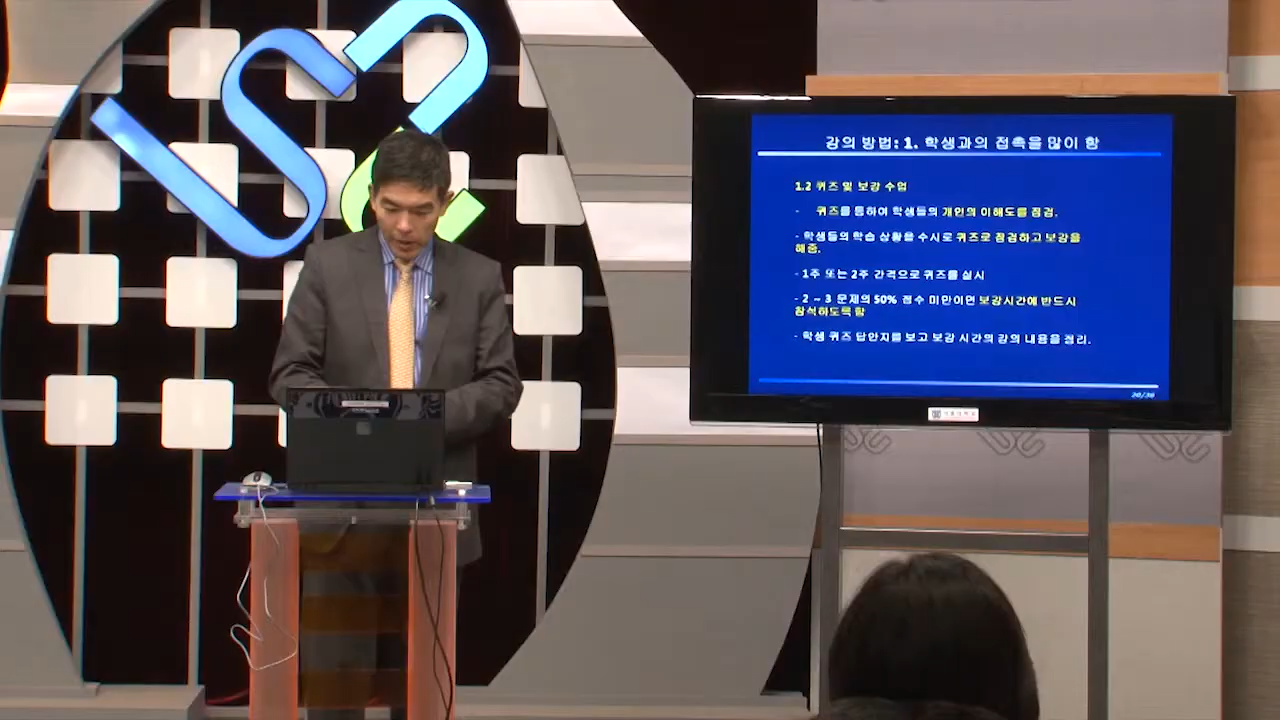 강의 방법: 1. 학생과의 접촉을 많이 함
1.2 퀴즈 및 보강 수업
- 퀴즈를 통하여 학생들의 개인의 이해도를 점검.
- 학생들의 학습 상황을 수시로 퀴즈로 점검하고 보강을
해줌.
- 1주 또는 2주 간격으로 퀴즈를 실시
- 2 ~ 3 문제의 50% 점수 미만이면 보강시간에 반드시
참석하도록 함
- 학생 퀴즈 답안지를 보고 보강 시간의 강의 내용을 정리.
20/36